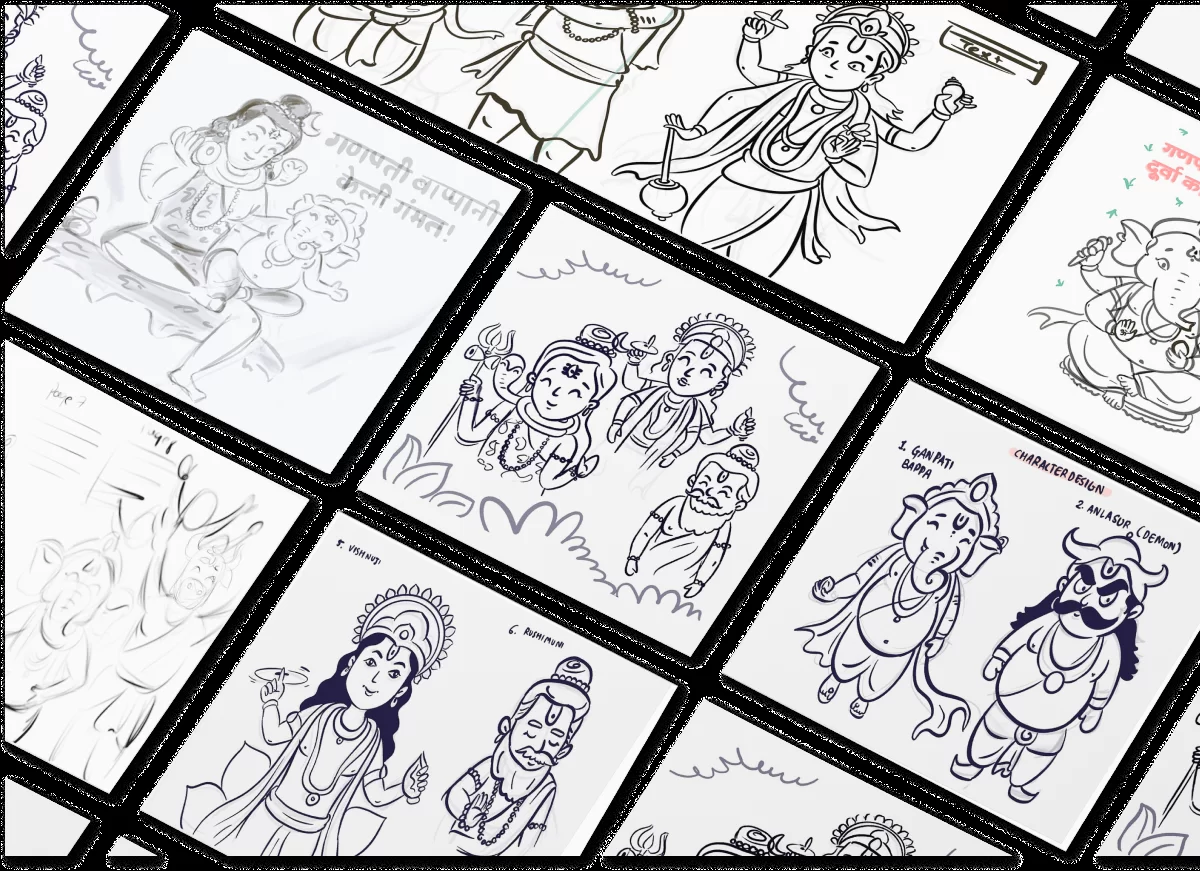 Text
गणपती बाप्पानी
केली गंमत!
page 7
1. GANPATI
BAPPA
CHARACTER DESIGN
2. ANLASUR (DEMON)
5. VISHNUJI
6. RUSHIMUNI